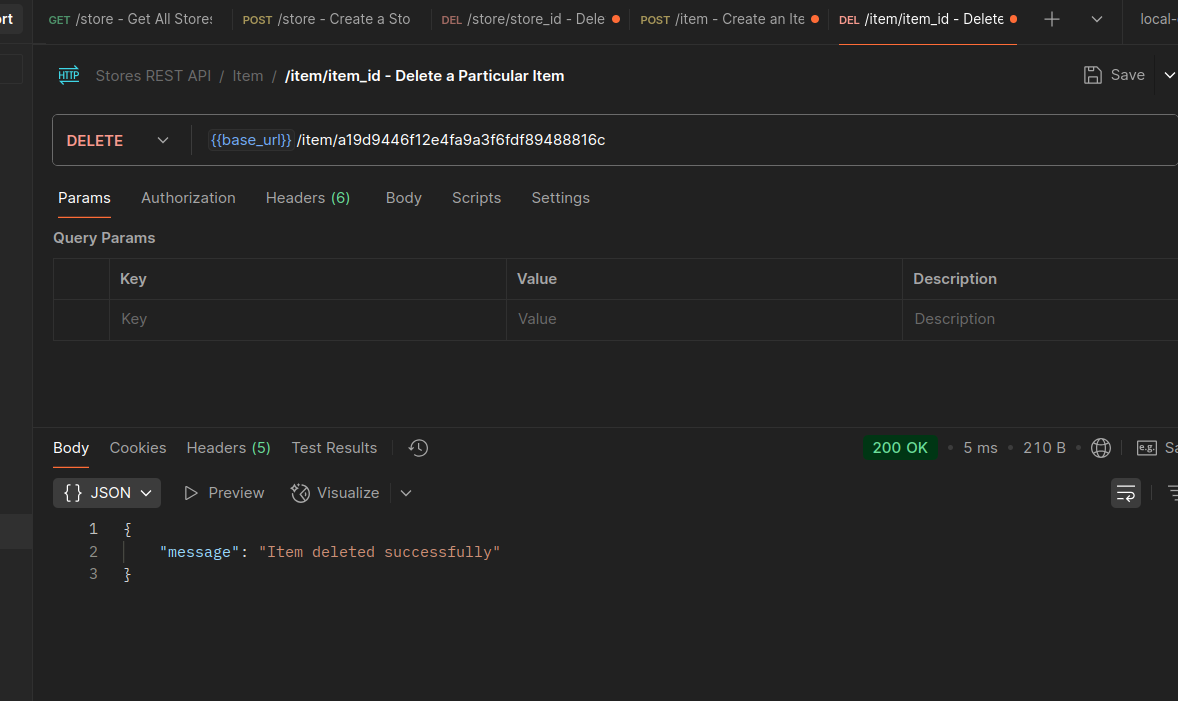 ort GET /store - Get All Stores POST /store - Create a Sto DEL /store/store_id - Dele POST /item - Create an Ite DEL /item/item_id - Delete local-
HTTP Stores REST API / Item / /item/item_id - Delete a Particular Item Save
DELETE {{base_url}} /item/a19d9446f12e4fa9a3f6fdf89488816c
Params Authorization Headers (6) Body Scripts Settings
Query Params
Key Value Description
Key Value Description
Body Cookies Headers (5) Test Results 200 OK • 5 ms • 210 B • e.g. Sa
{} JSON Preview Visualize
1 {
2 "message": "Item deleted successfully"
3 }